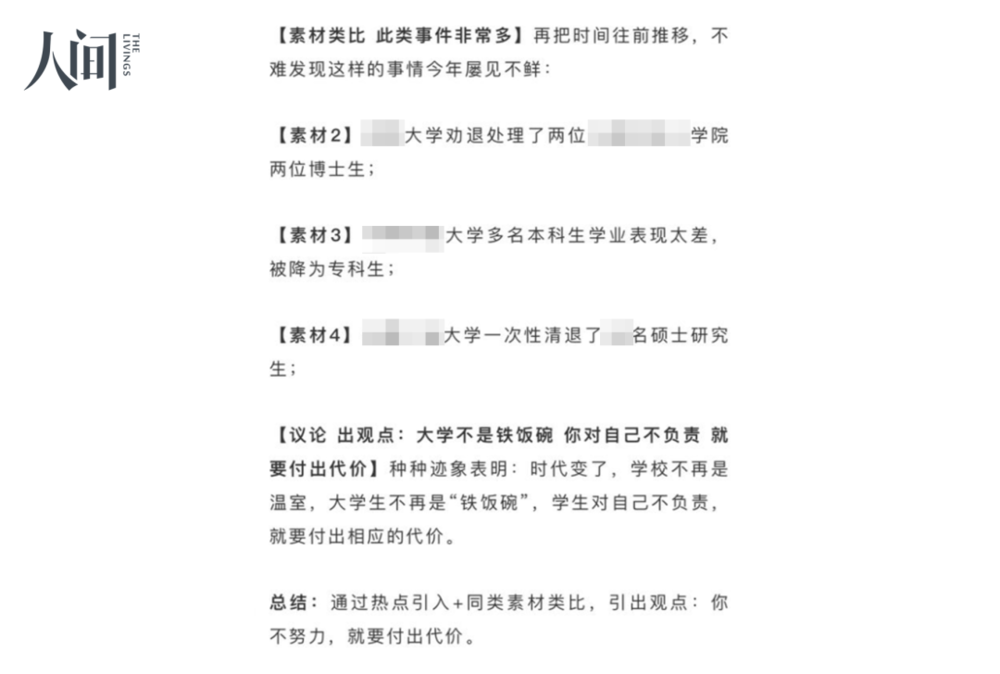 人间
THE LIVINGS
【素材类比 此类事件非常多】再把时间往前推移，不
难发现这样的事情今年屡见不鲜：
【素材2】大学劝退处理了两位学院
两位博士生；
【素材3】大学多名本科生学业表现太差，
被降为专科生；
【素材4】大学一次性清退了名硕士研究
生；
【议论 出观点：大学不是铁饭碗 你对自己不负责 就
要付出代价】种种迹象表明：时代变了，学校不再是
温室，大学生不再是“铁饭碗”，学生对自己不负责，
就要付出相应的代价。
总结：通过热点引入+同类素材类比，引出观点：你
不努力，就要付出代价。